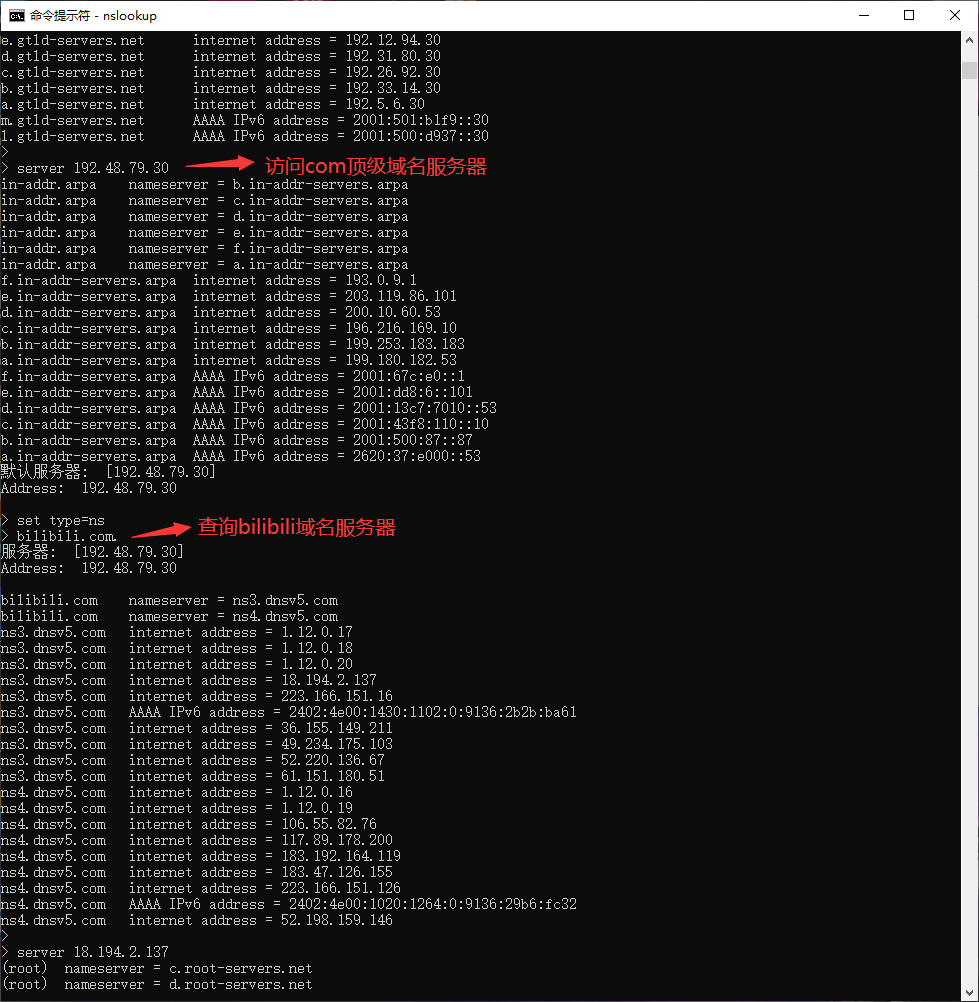 命令提示符 - nslookup
e.gtld-servers.net      internet address = 192.12.94.30
d.gtld-servers.net      internet address = 192.31.80.30
c.gtld-servers.net      internet address = 192.26.92.30
b.gtld-servers.net      internet address = 192.33.14.30
a.gtld-servers.net      internet address = 192.5.6.30
m.gtld-servers.net      AAAA IPv6 address = 2001:501:b1f9::30
l.gtld-servers.net      AAAA IPv6 address = 2001:500:d937::30
>
> server 192.48.79.30 访问com顶级域名服务器
in-addr.arpa    nameserver = b.in-addr-servers.arpa
in-addr.arpa    nameserver = c.in-addr-servers.arpa
in-addr.arpa    nameserver = d.in-addr-servers.arpa
in-addr.arpa    nameserver = e.in-addr-servers.arpa
in-addr.arpa    nameserver = f.in-addr-servers.arpa
in-addr.arpa    nameserver = a.in-addr-servers.arpa
f.in-addr-servers.arpa  internet address = 193.0.9.1
e.in-addr-servers.arpa  internet address = 203.119.86.101
d.in-addr-servers.arpa  internet address = 200.10.60.53
c.in-addr-servers.arpa  internet address = 196.216.169.10
b.in-addr-servers.arpa  internet address = 199.253.183.183
a.in-addr-servers.arpa  internet address = 199.180.182.53
f.in-addr-servers.arpa  AAAA IPv6 address = 2001:67c:e0::1
e.in-addr-servers.arpa  AAAA IPv6 address = 2001:dd8:6::101
d.in-addr-servers.arpa  AAAA IPv6 address = 2001:13c7:7010::53
c.in-addr-servers.arpa  AAAA IPv6 address = 2001:43f8:110::10
b.in-addr-servers.arpa  AAAA IPv6 address = 2001:500:87::87
a.in-addr-servers.arpa  AAAA IPv6 address = 2620:37:e000::53
默认服务器:  [192.48.79.30]
Address:  192.48.79.30
> set type=ns
> bilibili.com. 查询bilibili域名服务器
服务器:  [192.48.79.30]
Address:  192.48.79.30
bilibili.com    nameserver = ns3.dnsv5.com
bilibili.com    nameserver = ns4.dnsv5.com
ns3.dnsv5.com   internet address = 1.12.0.17
ns3.dnsv5.com   internet address = 1.12.0.18
ns3.dnsv5.com   internet address = 1.12.0.20
ns3.dnsv5.com   internet address = 18.194.2.137
ns3.dnsv5.com   internet address = 223.166.151.16
ns3.dnsv5.com   AAAA IPv6 address = 2402:4e00:1430:1102:0:9136:2b2b:ba61
ns3.dnsv5.com   internet address = 36.155.149.211
ns3.dnsv5.com   internet address = 49.234.175.103
ns3.dnsv5.com   internet address = 52.220.136.67
ns3.dnsv5.com   internet address = 61.151.180.51
ns4.dnsv5.com   internet address = 1.12.0.16
ns4.dnsv5.com   internet address = 1.12.0.19
ns4.dnsv5.com   internet address = 106.55.82.76
ns4.dnsv5.com   internet address = 117.89.178.200
ns4.dnsv5.com   internet address = 183.192.164.119
ns4.dnsv5.com   internet address = 183.47.126.155
ns4.dnsv5.com   internet address = 223.166.151.126
ns4.dnsv5.com   AAAA IPv6 address = 2402:4e00:1020:1264:0:9136:29b6:fc32
ns4.dnsv5.com   internet address = 52.198.159.146
>
> server 18.194.2.137
(root)  nameserver = c.root-servers.net
(root)  nameserver = d.root-servers.net